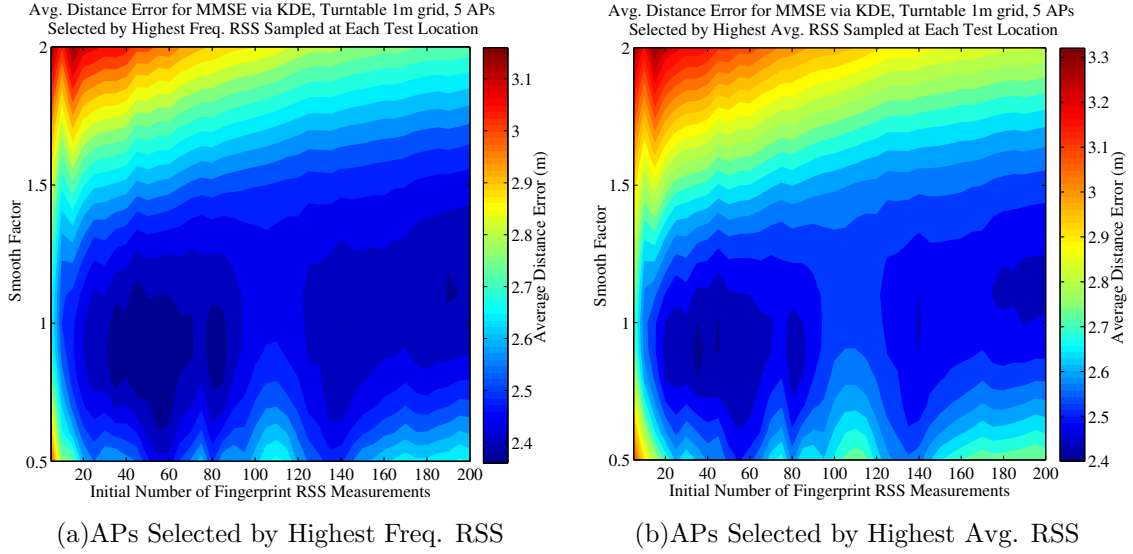 Avg. Distance Error for MMSE via KDE, Turntable 1m grid, 5 APs
Selected by Highest Freq. RSS Sampled at Each Test Location
2
1.5
1
0.5
Smooth Factor
20 40 60 80 100 120 140 160 180 200
Initial Number of Fingerprint RSS Measurements
3.1
3
2.9
2.8
2.7
2.6
2.5
2.4
Average Distance Error (m)
(a)APs Selected by Highest Freq. RSS
Avg. Distance Error for MMSE via KDE, Turntable 1m grid, 5 APs
Selected by Highest Avg. RSS Sampled at Each Test Location
2
1.5
1
0.5
Smooth Factor
20 40 60 80 100 120 140 160 180 200
Initial Number of Fingerprint RSS Measurements
3.3
3.2
3.1
3
2.9
2.8
2.7
2.6
2.5
2.4
Average Distance Error (m)
(b)APs Selected by Highest Avg. RSS